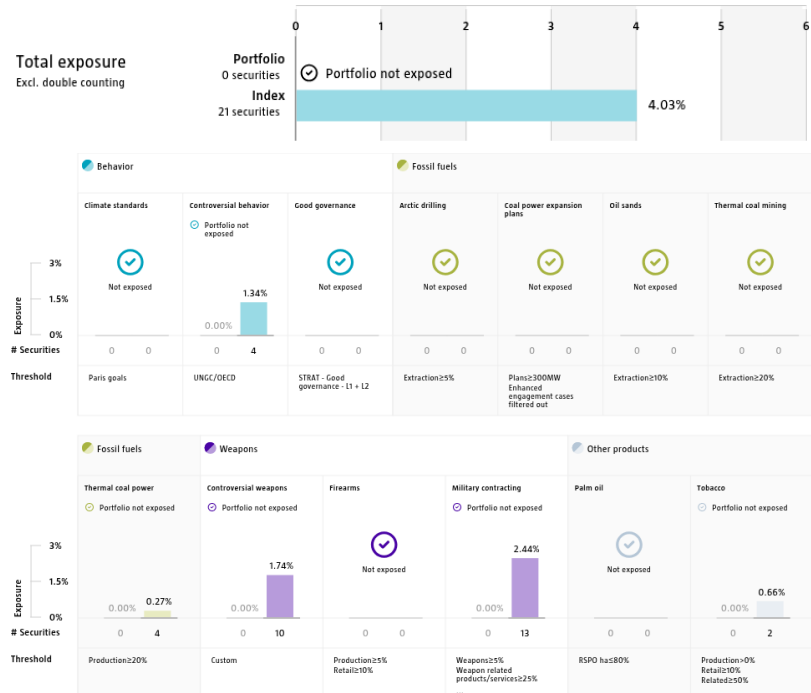 0 1 2 3 4 5 6
Total exposure
Excl. double counting
Portfolio
0 securities
Portfolio not exposed
Index
21 securities
4.03%
Behavior
Fossil fuels
Climate standards
Controversial behavior
Good governance
Arctic drilling
Coal power expansion
plans
Oil sands
Thermal coal mining
Portfolio not
exposed
Not exposed
Not exposed
Not exposed
Not exposed
Not exposed
Not exposed
Exposure
3%
1.5%
0%
0.00%
1.34%
# Securities
0 0
0 4
0 0
0 0
0 0
0 0
0 0
Threshold
Paris goals
UNGC/OECD
STRAT - Good
governance - L1 + L2
Extraction≥5%
Plans≥300MW
Enhanced
engagement cases
filtered out
Extraction≥10%
Extraction≥20%
Fossil fuels
Weapons
Other products
Thermal coal power
Controversial weapons
Firearms
Military contracting
Palm oil
Tobacco
Portfolio not exposed
Portfolio not exposed
Portfolio not exposed
Portfolio not exposed
Not exposed
Not exposed
Exposure
3%
1.5%
0%
0.00% 0.27%
0.00% 1.74%
0.00% 2.44%
0.00% 0.66%
# Securities
0 4
0 10
0 0
0 13
0 0
0 2
Threshold
Production≥20%
Custom
Production≥5%
Retail≥10%
Weapons≥5%
Weapon related
products/services≥25%
RSPO ha≤80%
Production>0%
Retail≥10%
Related≥50%